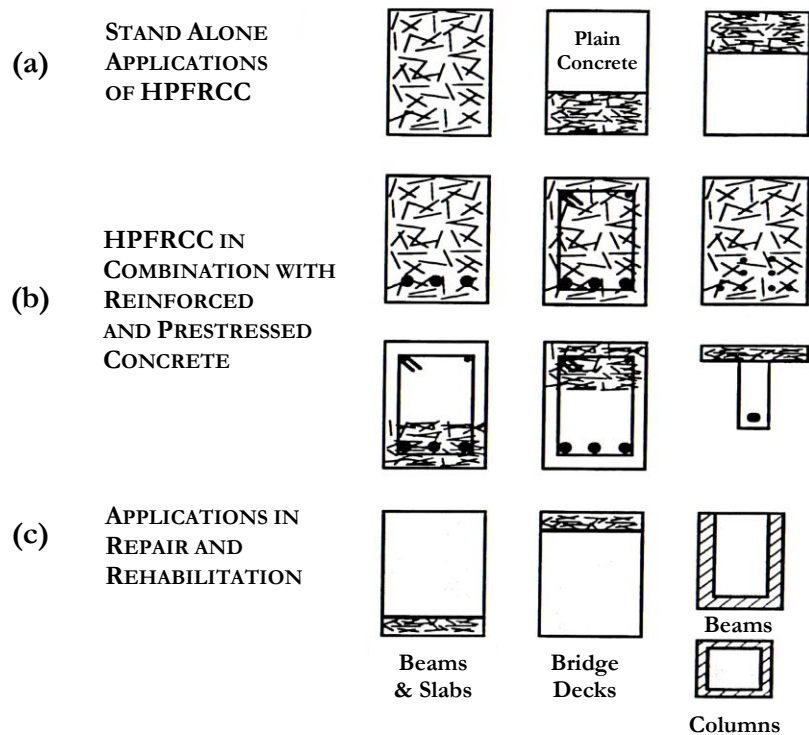 (a)
STAND ALONE
APPLICATIONS
OF HPFRCC
Plain
Concrete
(b)
HPFRCC IN
COMBINATION WITH
REINFORCED
AND PRESTRESSED
CONCRETE
(c)
APPLICATIONS IN
REPAIR AND
REHABILITATION
Beams
& Slabs
Bridge
Decks
Beams
Columns